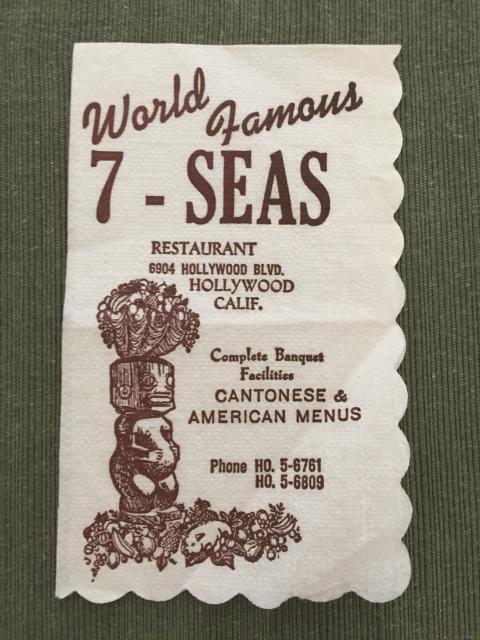 World Famous
7 - SEAS
RESTAURANT
6904 HOLLYWOOD BLVD.
HOLLYWOOD
CALIF.
Complete Banquet
Facilities
CANTONESE &
AMERICAN MENUS
Phone HO. 5-6761
HO. 5-6809